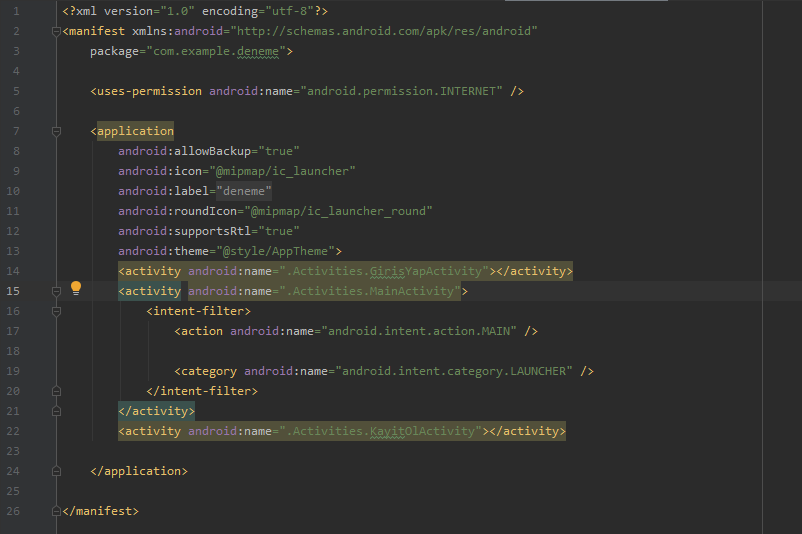 1 <?xml version="1.0" encoding="utf-8"?>
2 <manifest xmlns:android="http://schemas.android.com/apk/res/android"
3 package="com.example.deneme">
4
5 <uses-permission android:name="android.permission.INTERNET" />
6
7 <application
8 android:allowBackup="true"
9 android:icon="@mipmap/ic_launcher"
10 android:label="deneme"
11 android:roundIcon="@mipmap/ic_launcher_round"
12 android:supportsRtl="true"
13 android:theme="@style/AppTheme">
14 <activity android:name=".Activities.GirisYapActivity"></activity>
15 <activity android:name=".Activities.MainActivity">
16 <intent-filter>
17 <action android:name="android.intent.action.MAIN" />
18
19 <category android:name="android.intent.category.LAUNCHER" />
20 </intent-filter>
21 </activity>
22 <activity android:name=".Activities.KayitOlActivity"></activity>
23
24 </application>
25
26 </manifest>